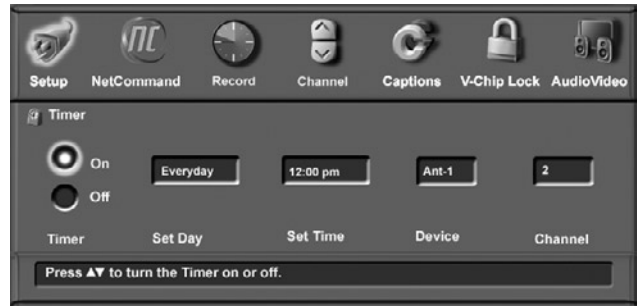 NC
Setup NetCommand Record Channel Captions V-Chip Lock AudioVideo
Timer
On
Everyday 12:00 pm Ant-1 2
Off
Timer Set Day Set Time Device Channel
Press ▲▼ to turn the Timer on or off.